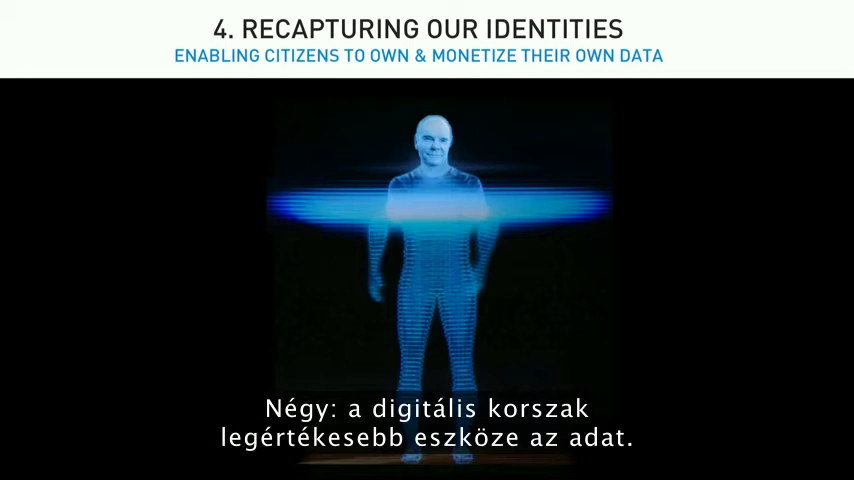 4. RECAPTURING OUR IDENTITIES
ENABLING CITIZENS TO OWN & MONETIZE THEIR OWN DATA
Négy: a digitális korszak
legértékesebb eszköze az adat.